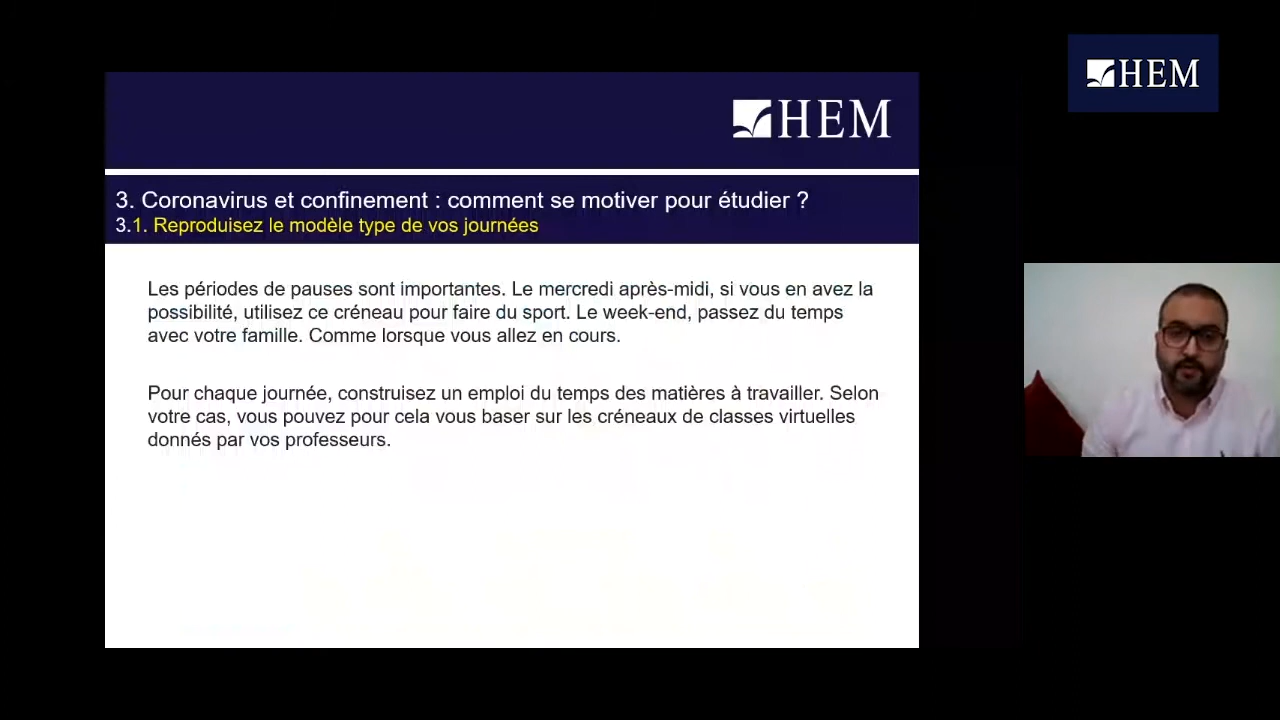 HEM
HEM
3. Coronavirus et confinement : comment se motiver pour étudier ?
3.1. Reproduisez le modèle type de vos journées
Les périodes de pauses sont importantes. Le mercredi après-midi, si vous en avez la
possibilité, utilisez ce créneau pour faire du sport. Le week-end, passez du temps
avec votre famille. Comme lorsque vous allez en cours.
Pour chaque journée, construisez un emploi du temps des matières à travailler. Selon
votre cas, vous pouvez pour cela vous baser sur les créneaux de classes virtuelles
donnés par vos professeurs.